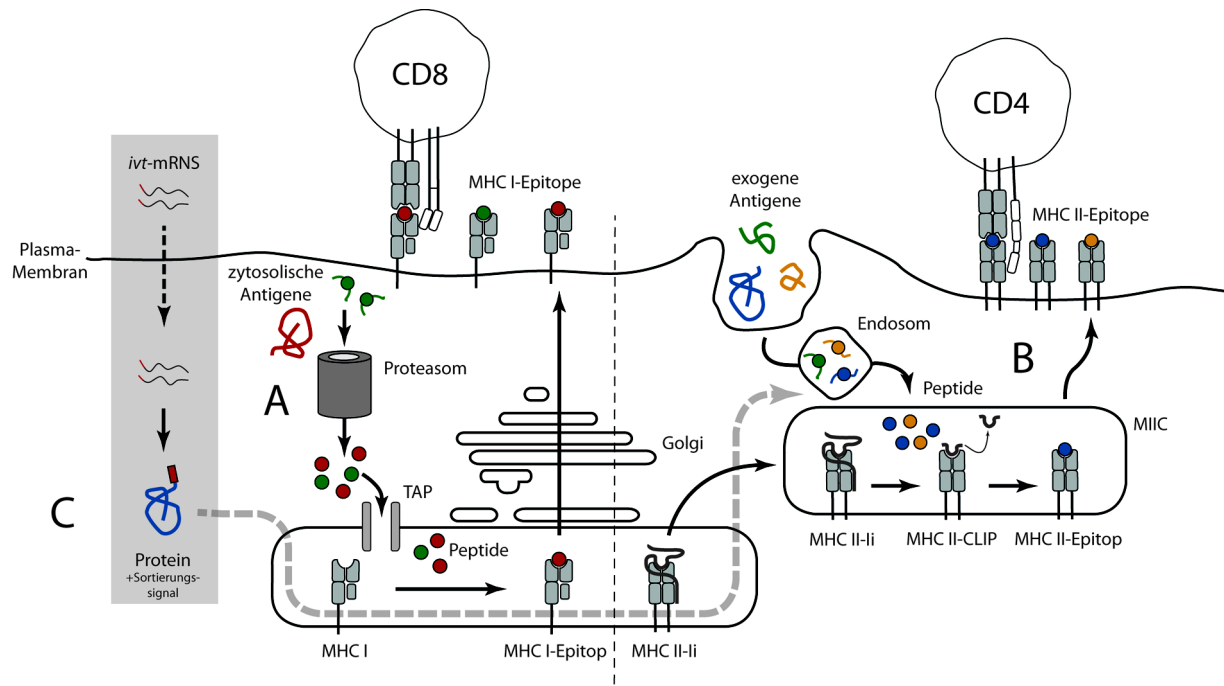 CD8
CD4
ivt-mRNS
MHC I-Epitope
exogene
Antigene
MHC II-Epitope
Plasma-
Membran
zytosolische
Antigene
Endosom
Proteasom
A
B
Peptide
MIIC
Golgi
TAP
C
MHC II-Ii
MHC II-CLIP
MHC II-Epitop
Peptide
Protein
+Sortierungs-
signal
MHC I
MHC I-Epitop
MHC II-Ii